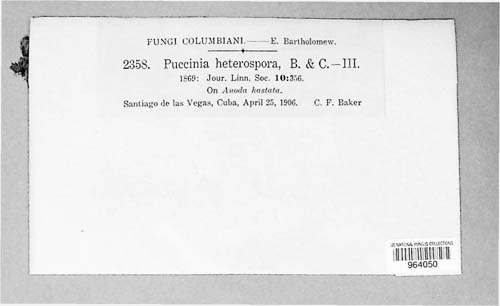 FUNGI COLUMBIANI.——E. Bartholomew.
2358. Puccinia heterospora, B. & C.—III.
1869: Jour. Linn. Soc. 10:356.
On Anoda hastata.
Santiago de las Vegas, Cuba, April 25, 1906. C. F. Baker
US NATIONAL FUNGUS COLLECTIONS
964050